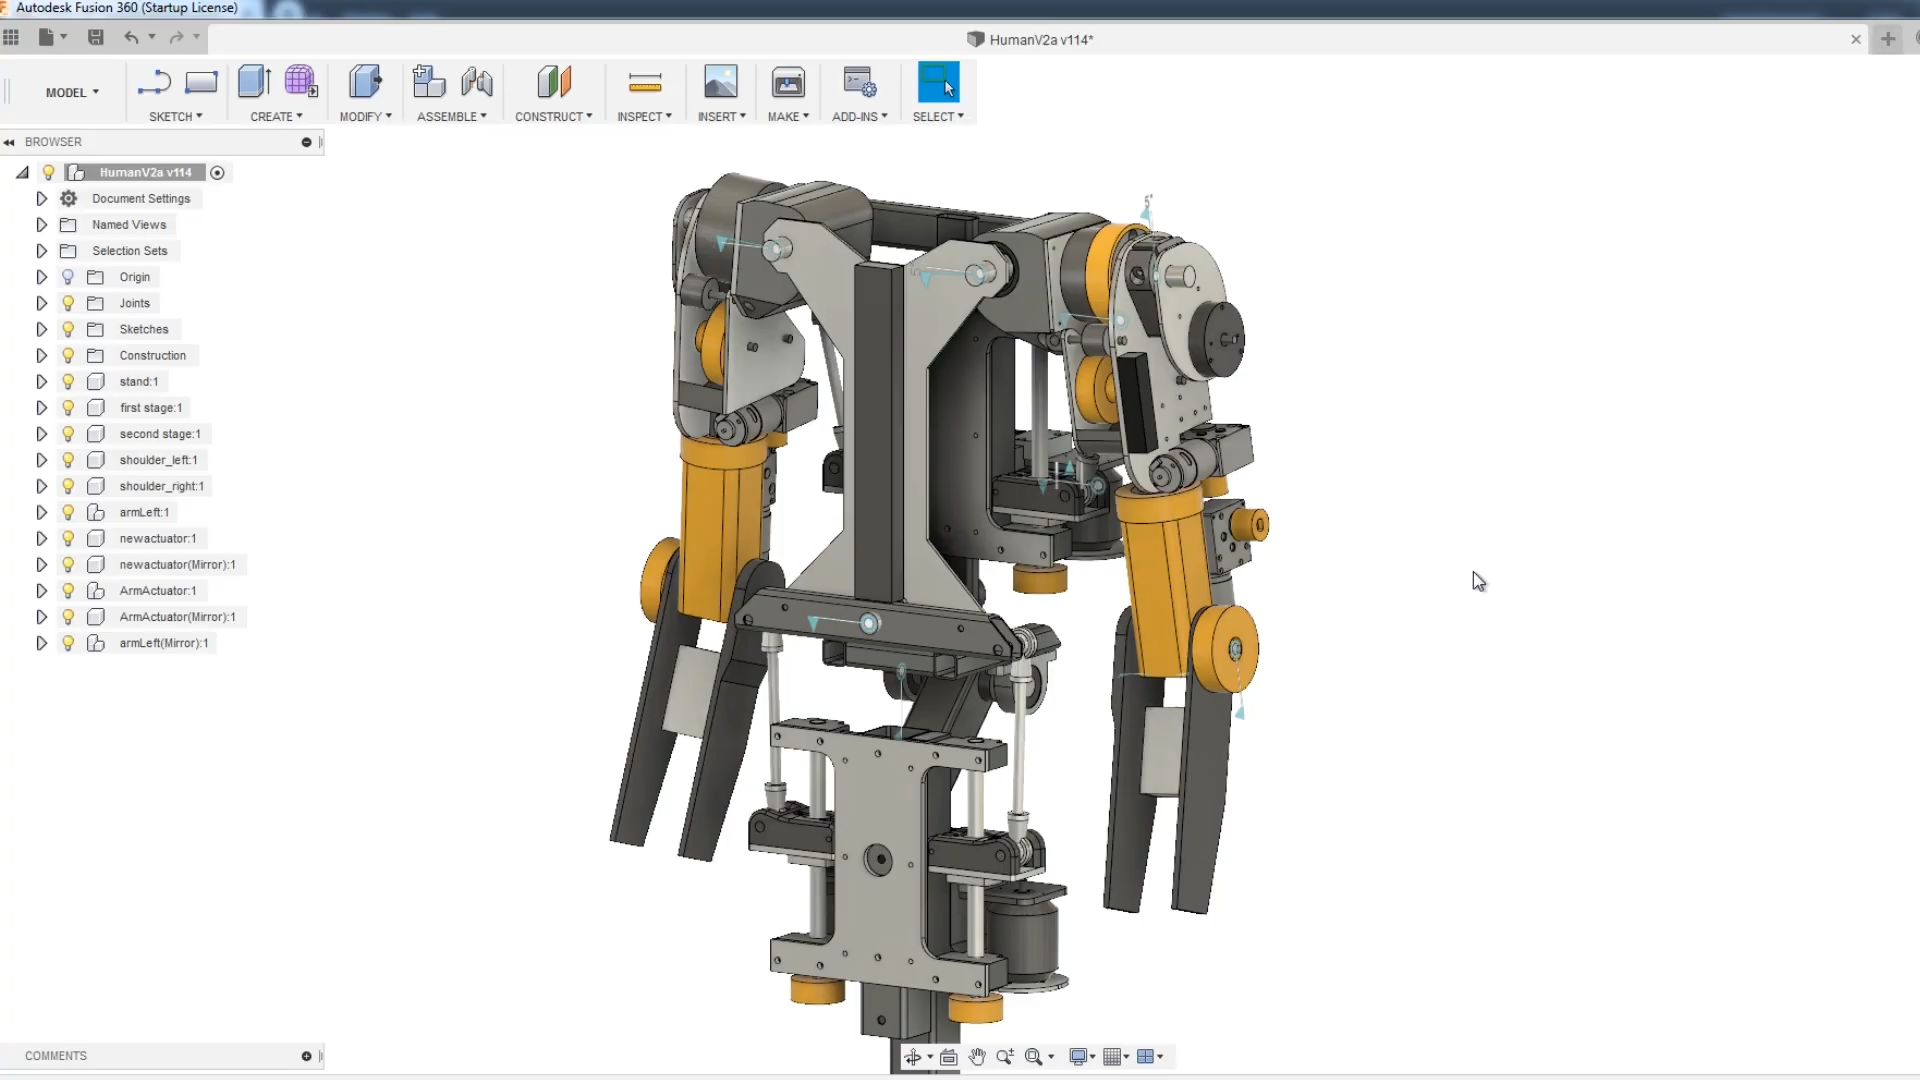 Autodesk Fusion 360 (Startup License)
HumanV2a v114*
MODEL
SKETCH
CREATE
MODIFY
ASSEMBLE
CONSTRUCT
INSPECT
INSERT
MAKE
ADD-INS
SELECT
BROWSER
HumanV2a v114
Document Settings
Named Views
Selection Sets
Origin
Joints
Sketches
Construction
stand:1
first stage:1
second stage:1
shoulder_left:1
shoulder_right:1
armLeft:1
newactuator:1
newactuator(Mirror):1
ArmActuator:1
ArmActuator(Mirror):1
armLeft(Mirror):1
COMMENTS